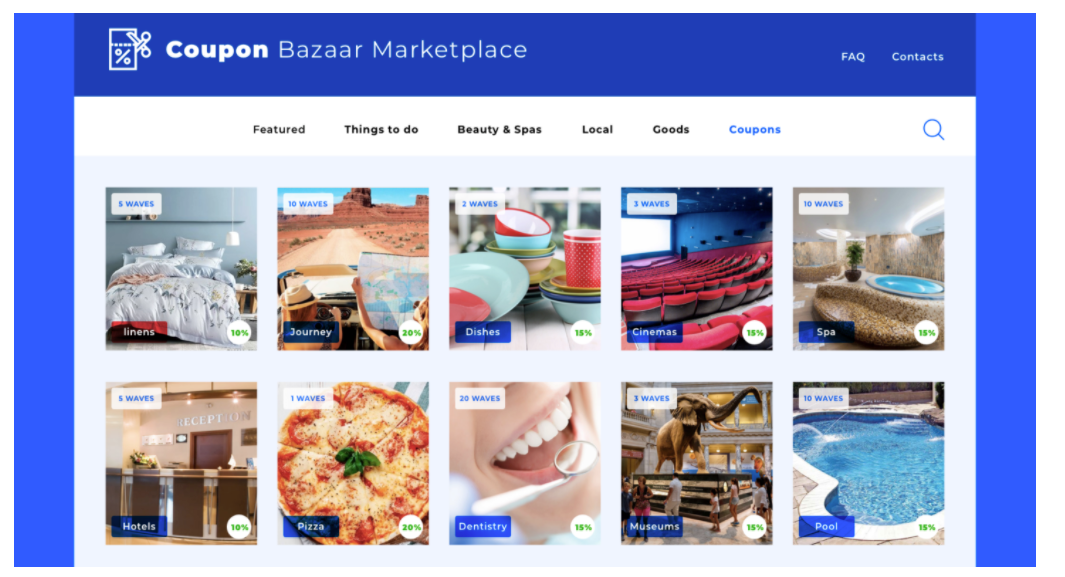 Coupon Bazaar Marketplace
FAQ Contacts
Featured Things to do Beauty & Spas Local Goods Coupons
5 WAVES 10 WAVES 2 WAVES 3 WAVES 10 WAVES
linens 10% Journey 20% Dishes 15% Cinemas 15% Spa 15%
5 WAVES 1 WAVES 20 WAVES 3 WAVES 10 WAVES
RECEPTION
Hotels 10% Pizza 20% Dentistry 15% Museums 15% Pool 15%